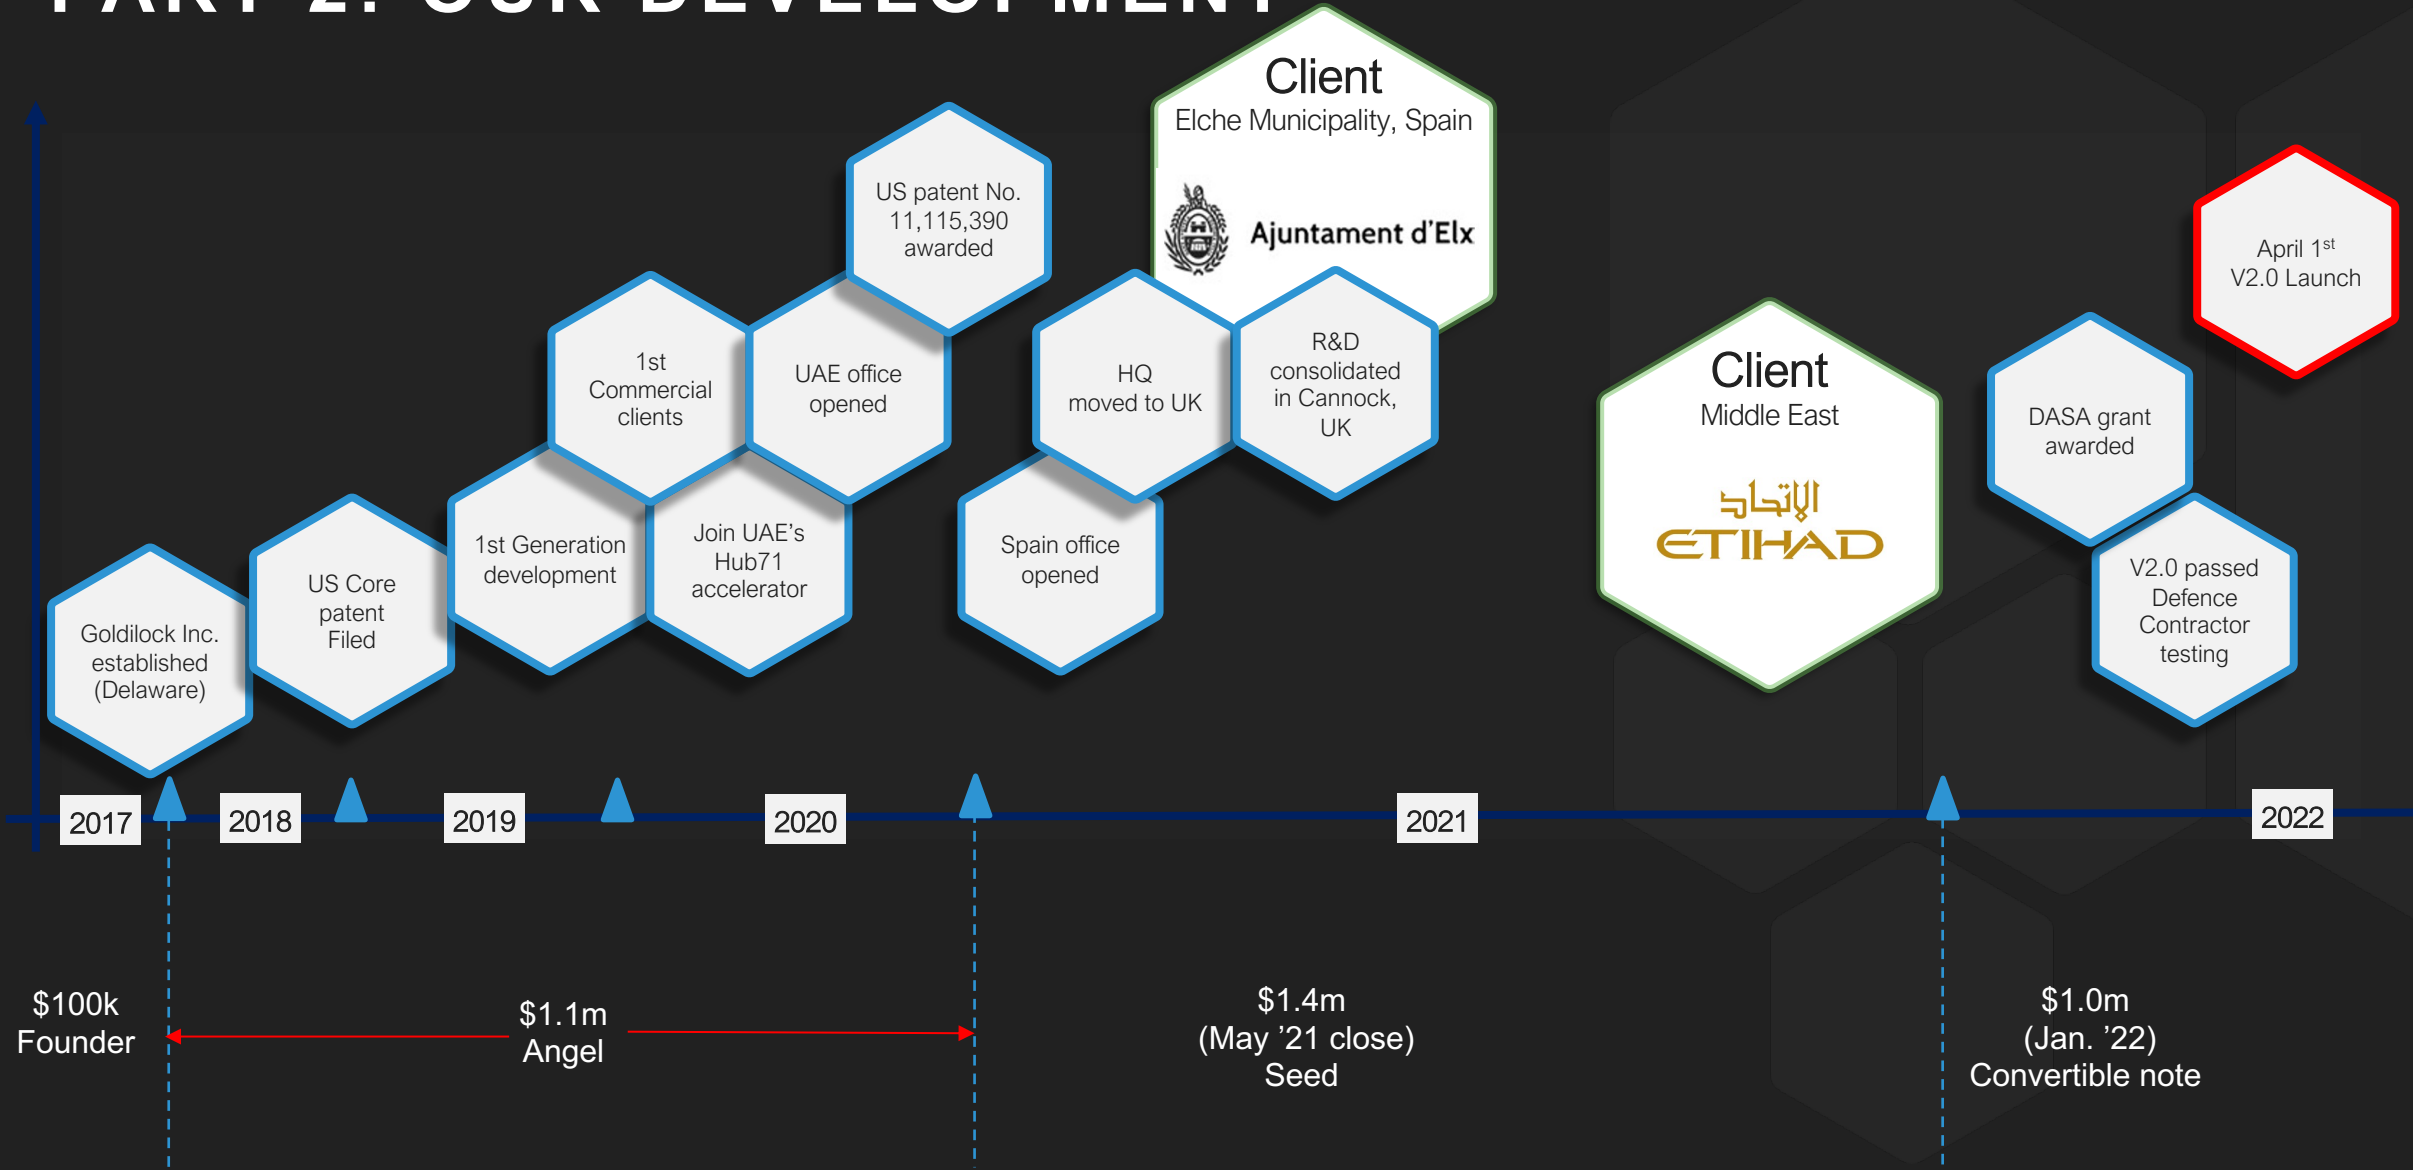 PART 2: OUR DEVELOPMENT
Client
Elche Municipality, Spain
Ajuntament d'Elx
US patent No.
11,115,390
awarded
April 1st
V2.0 Launch
1st
Commercial
clients
UAE office
opened
HQ
moved to UK
R&D
consolidated
in Cannock,
UK
Client
Middle East
الإتحاد
ETIHAD
DASA grant
awarded
Goldilock Inc.
established
(Delaware)
US Core
patent
Filed
1st Generation
development
Join UAE's
Hub71
accelerator
Spain office
opened
V2.0 passed
Defence
Contractor
testing
2017
2018
2019
2020
2021
2022
$100k
Founder
$1.1m
Angel
$1.4m
(May '21 close)
Seed
$1.0m
(Jan. '22)
Convertible note